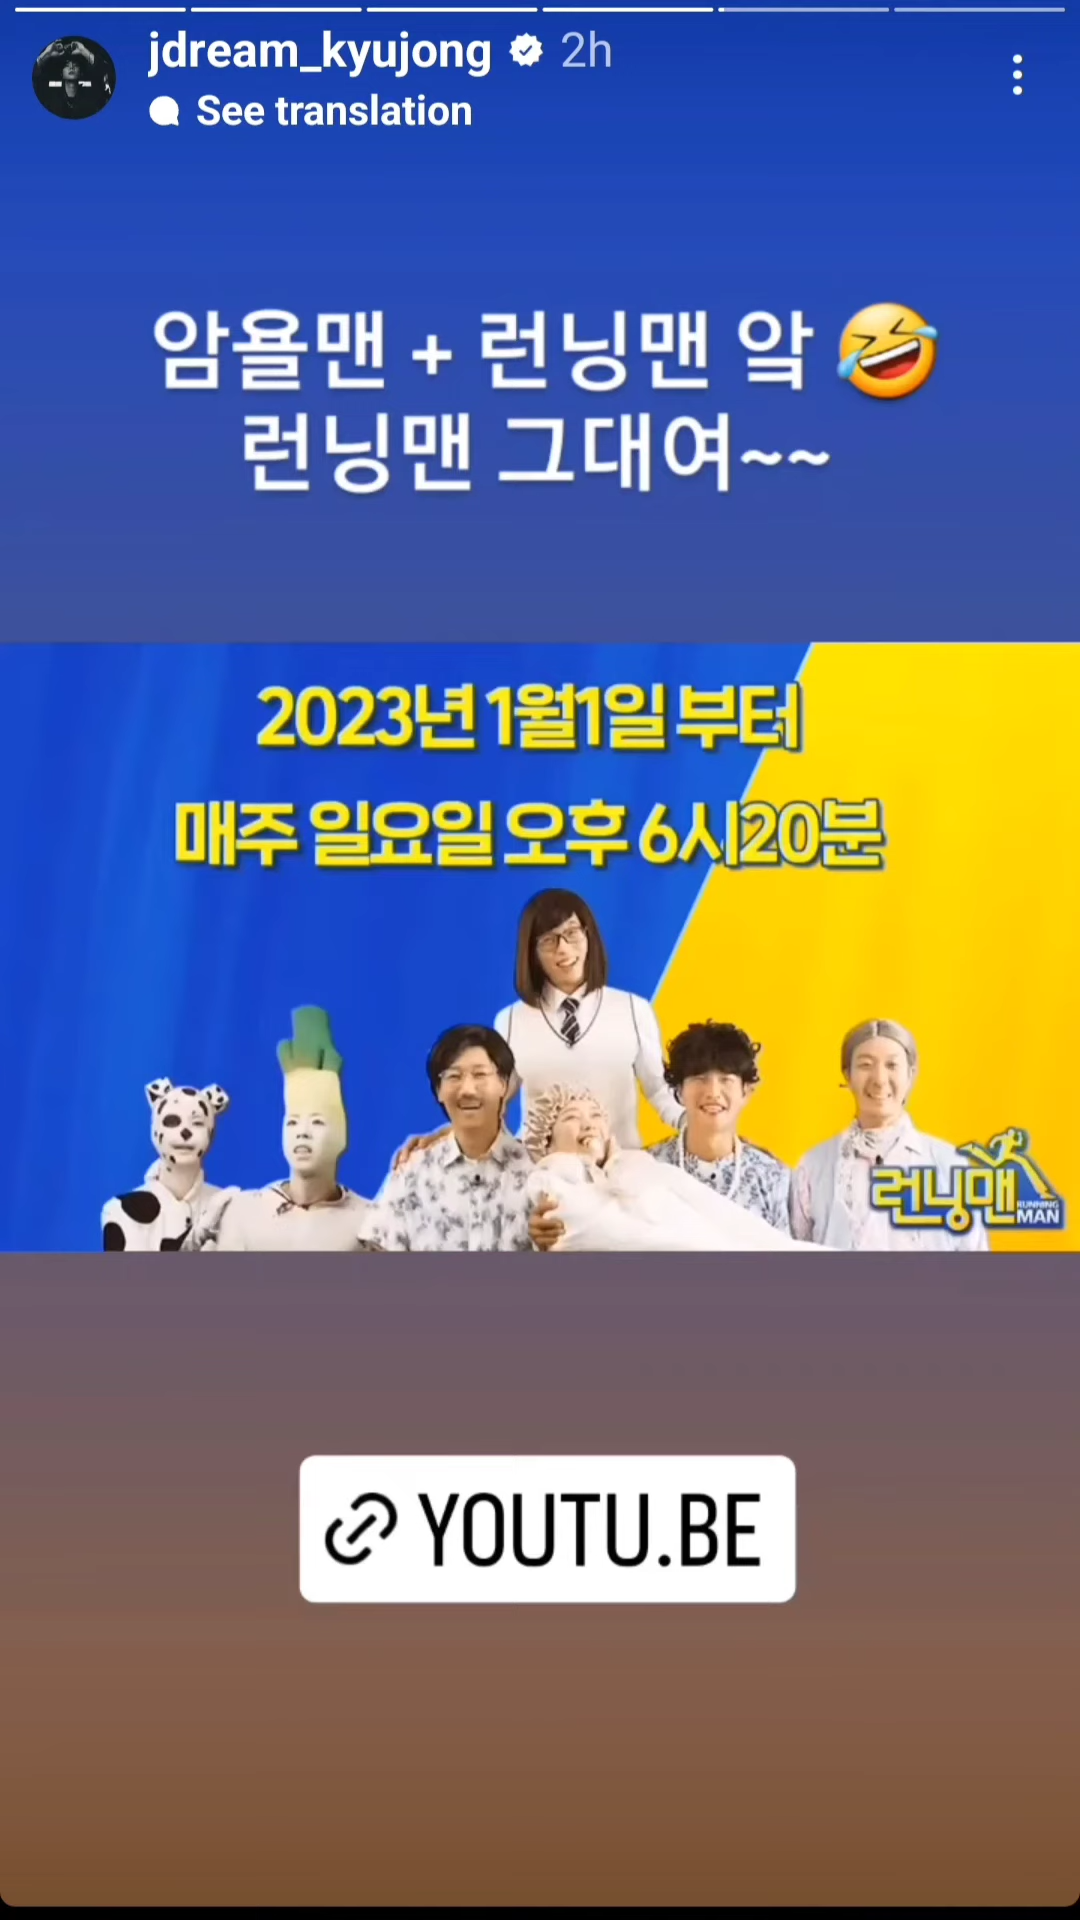 jdream_kyujong 2h
See translation
암욜맨 + 런닝맨 앜 🤣
런닝맨 그대여~~
2023년 1월1일 부터
매주 일요일 오후 6시20분
런닝맨
RUNNING
MAN
YOUTU.BE